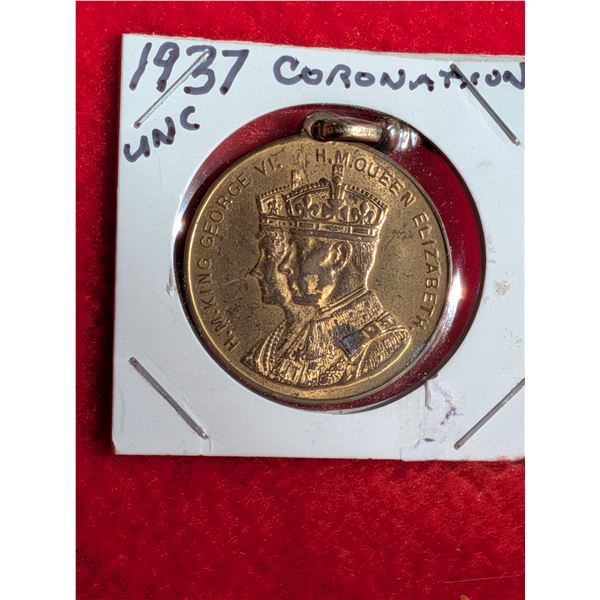 1937 CORONATION
UNC
H.M.KING GEORGE VI. H.M.QUEEN ELIZABETH.